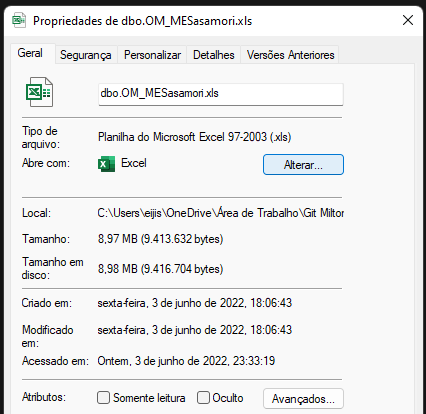 Propriedades de dbo.OM_MESasamori.xls
Geral Segurança Personalizar Detalhes Versões Anteriores
dbo.OM_MESasamori.xls
Tipo de
arquivo:
Planilha do Microsoft Excel 97-2003 (.xls)
Abre com:
Excel
Alterar...
Local:
C:\Users\eijis\OneDrive\Área de Trabalho\Git Miltor
Tamanho:
8,97 MB (9.413.632 bytes)
Tamanho em
disco:
8,98 MB (9.416.704 bytes)
Criado em:
sexta-feira, 3 de junho de 2022, 18:06:43
Modificado
em:
sexta-feira, 3 de junho de 2022, 18:06:43
Acessado em:
Ontem, 3 de junho de 2022, 23:33:19
Atributos:
Somente leitura
Oculto
Avançados...